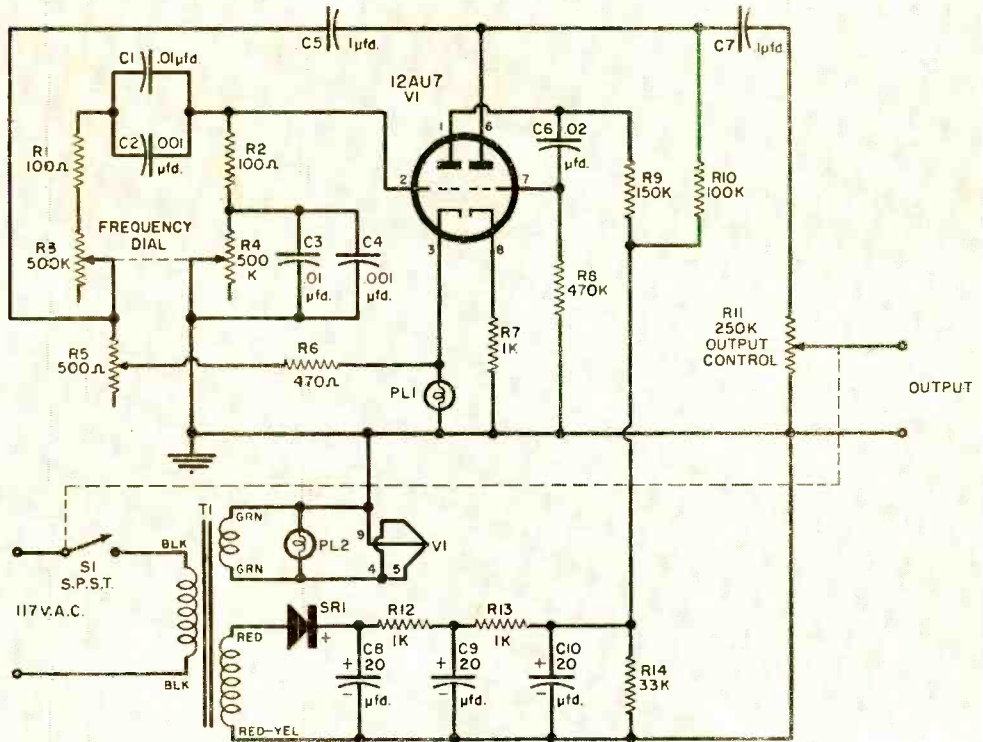 C5
1µfd.
C7
.1µfd.
C1
.01µfd.
12AU7
V1
1
6
C6
.02
µfd.
C2
.001
µfd.
R1
100Ω
R2
100Ω
R9
150K
R10
100K
2
7
FREQUENCY
DIAL
3
8
R3
500K
R4
500
K
C3
.01
µfd.
C4
.001
µfd.
R8
470K
R11
250K
OUTPUT
CONTROL
R5
500Ω
R6
470Ω
PL1
R7
1K
OUTPUT
T1
GRN
GRN
PL2
9
4
5
V1
S1
S.P.S.T.
BLK
BLK
117 V.A.C.
RED
RED-YEL
SR1
+
R12
1K
R13
1K
C8
+ 20
- µfd.
C9
+ 20
- µfd.
C10
+ 20
- µfd.
R14
33K